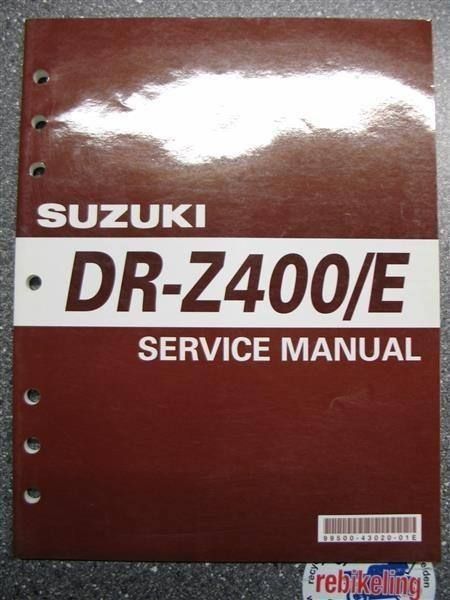 SUZUKI
DR-Z400/E
SERVICE MANUAL
99500-43020-01E
rebikeling